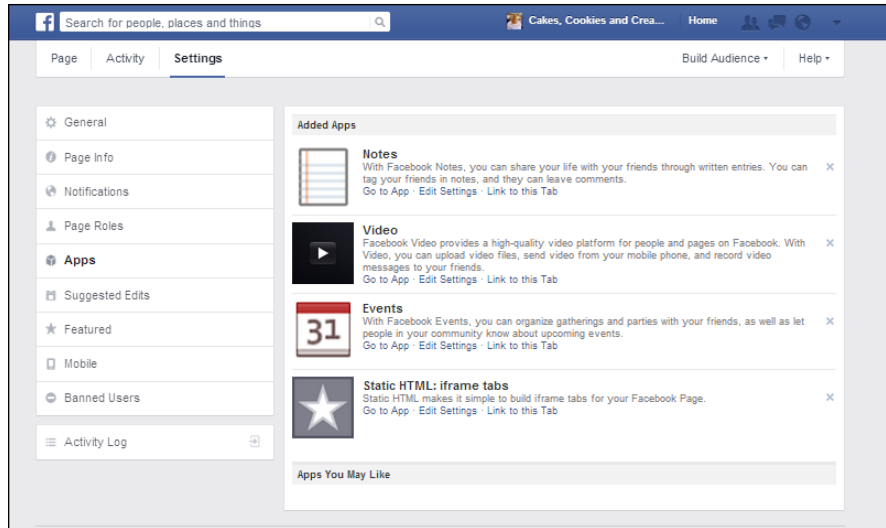 f Search for people, places and things
Cakes, Cookies and Crea... Home
Page Activity Settings Build Audience Help
General
Page Info
Notifications
Page Roles
Apps
Suggested Edits
Featured
Mobile
Banned Users
Activity Log
Added Apps
Notes
With Facebook Notes, you can share your life with your friends through written entries. You can
tag your friends in notes, and they can leave comments.
Go to App · Edit Settings · Link to this Tab
Video
Facebook Video provides a high-quality video platform for people and pages on Facebook. With
Video, you can upload video files, send video from your mobile phone, and record video
messages to your friends.
Go to App · Edit Settings · Link to this Tab
31
Events
With Facebook Events, you can organize gatherings and parties with your friends, as well as let
people in your community know about upcoming events.
Go to App · Edit Settings · Link to this Tab
Static HTML: iframe tabs
Static HTML makes it simple to build iframe tabs for your Facebook Page.
Go to App · Edit Settings · Link to this Tab
Apps You May Like